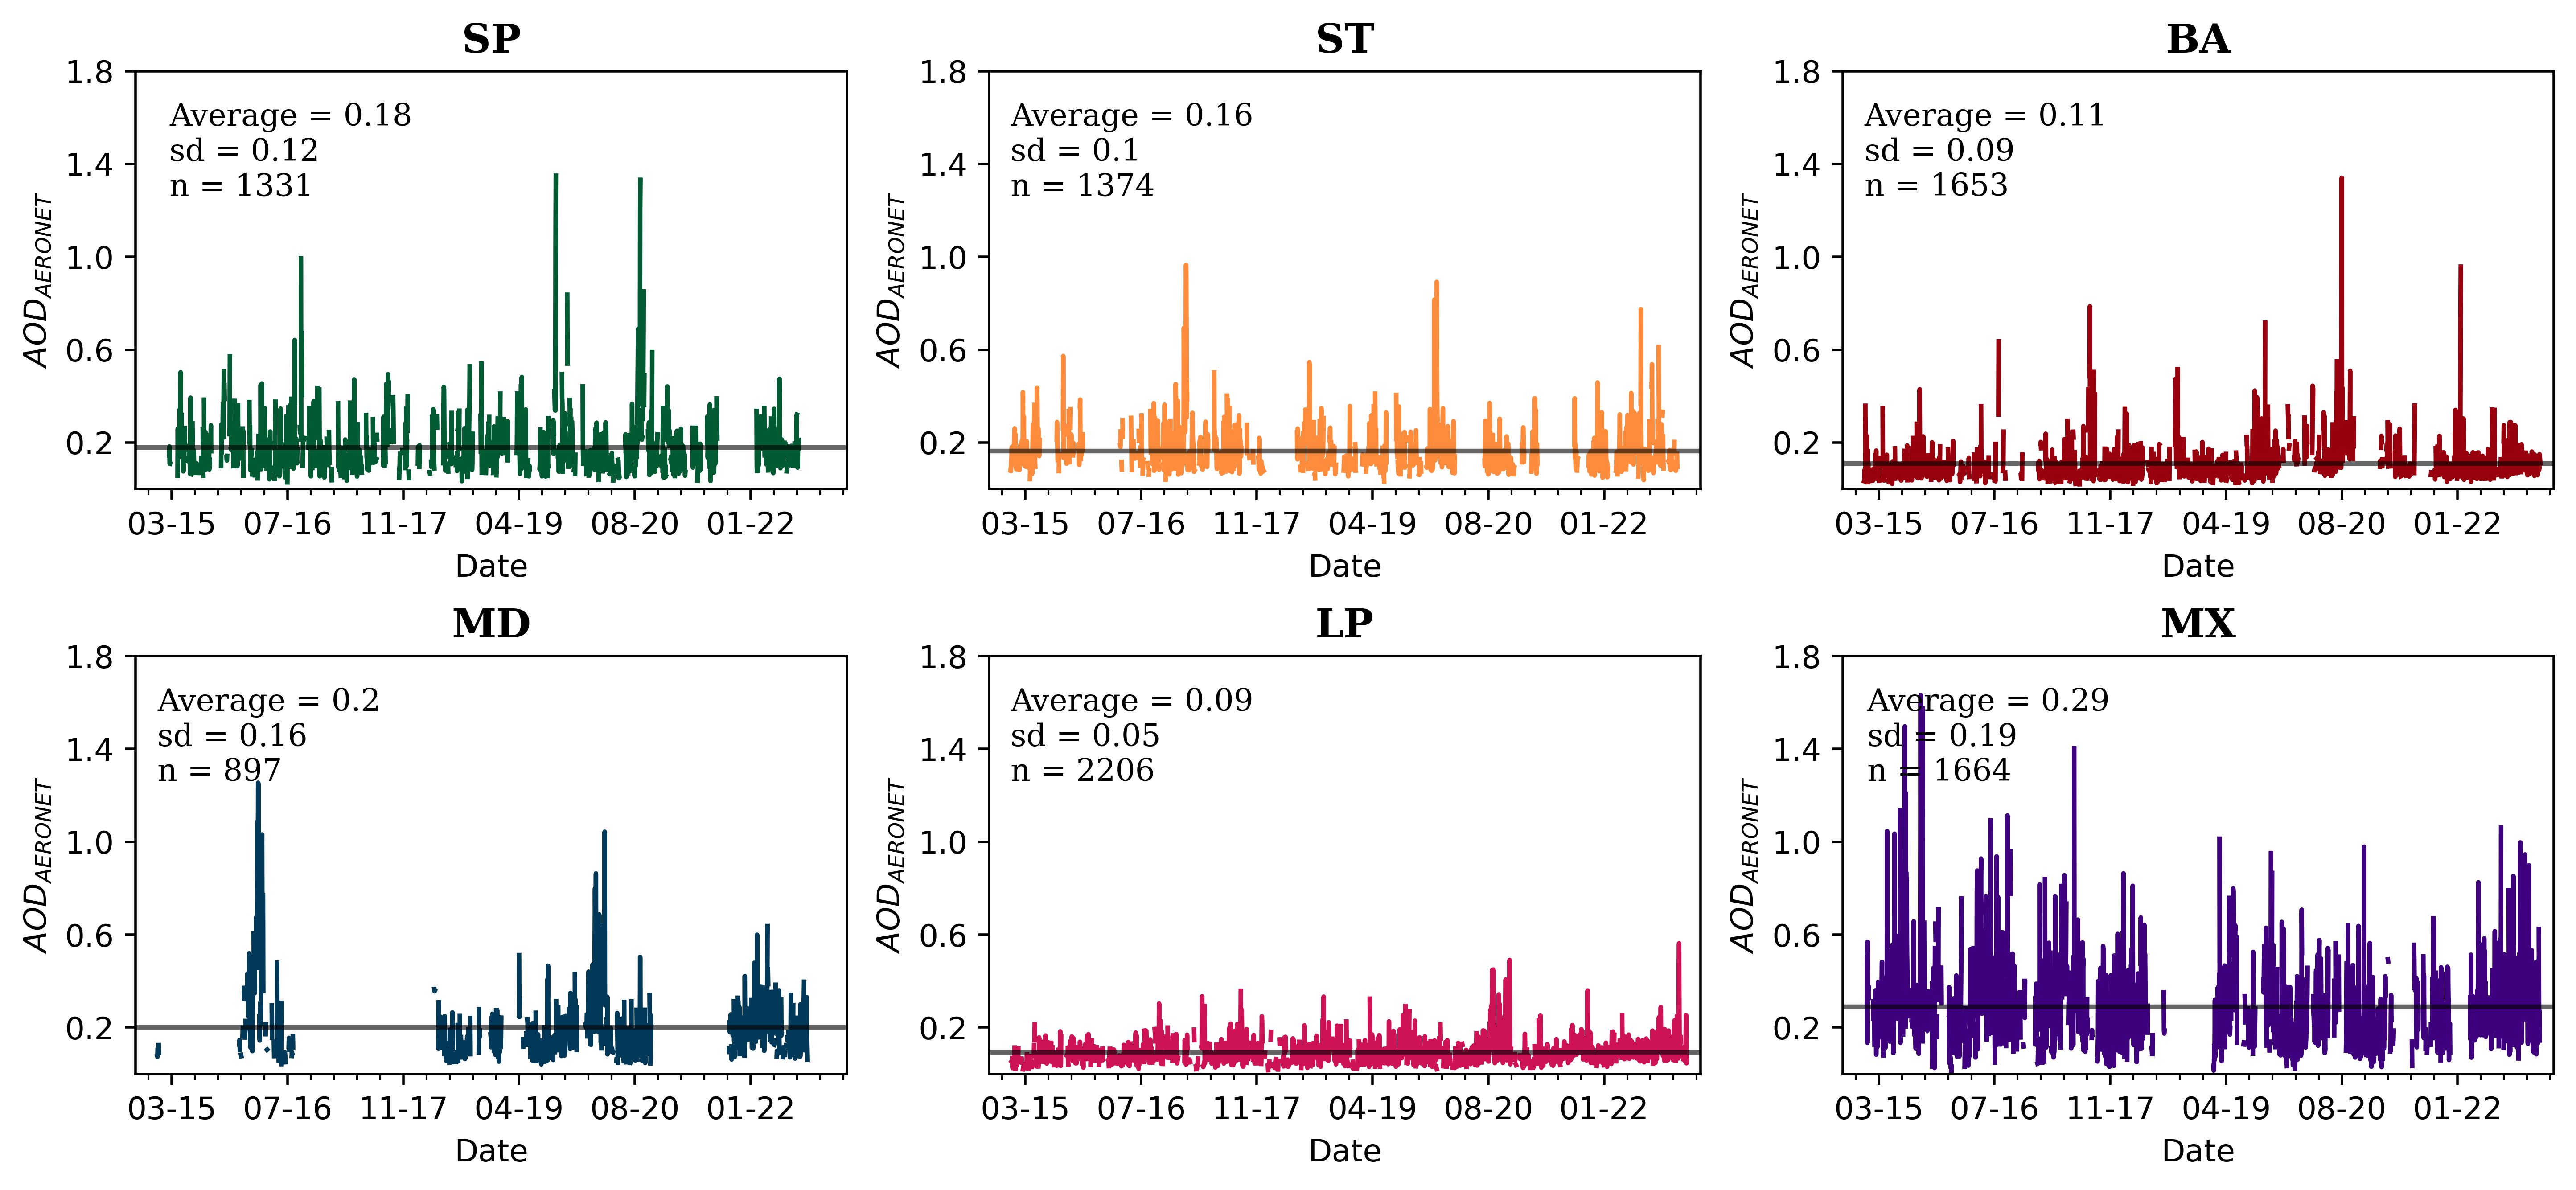 SP
1.8
1.4
1.0
0.6
0.2
AOD_AERONET
Average = 0.18
sd = 0.12
n = 1331
03-15 07-16 11-17 04-19 08-20 01-22
Date
ST
1.8
1.4
1.0
0.6
0.2
AOD_AERONET
Average = 0.16
sd = 0.1
n = 1374
03-15 07-16 11-17 04-19 08-20 01-22
Date
BA
1.8
1.4
1.0
0.6
0.2
AOD_AERONET
Average = 0.11
sd = 0.09
n = 1653
03-15 07-16 11-17 04-19 08-20 01-22
Date
MD
1.8
1.4
1.0
0.6
0.2
AOD_AERONET
Average = 0.2
sd = 0.16
n = 897
03-15 07-16 11-17 04-19 08-20 01-22
Date
LP
1.8
1.4
1.0
0.6
0.2
AOD_AERONET
Average = 0.09
sd = 0.05
n = 2206
03-15 07-16 11-17 04-19 08-20 01-22
Date
MX
1.8
1.4
1.0
0.6
0.2
AOD_AERONET
Average = 0.29
sd = 0.19
n = 1664
03-15 07-16 11-17 04-19 08-20 01-22
Date